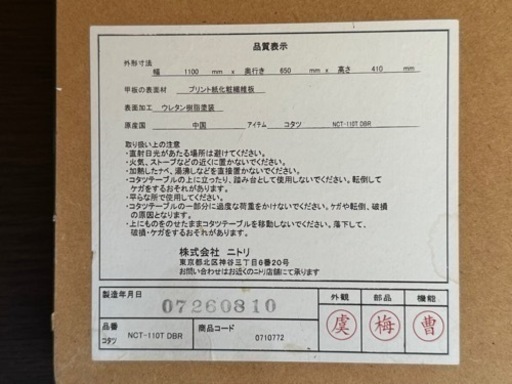 品質表示
外形寸法
幅 1100 mm x 奥行き 650 mm x 高さ 410 mm
甲板の表面材 プリント紙化粧繊維板
表面加工 ウレタン樹脂塗装
原産国 中国 アイテム コタツ NCT-110T DBR
取り扱い上の注意
・直射日光があたる場所は避けてください。
・火気、ストーブなどの近くに置かないでください。
・加熱したナベ、湯沸しなどを直接置かないでください。
・コタツテーブルの上に立ったり、踏み台として使用しないでください。転倒して
ケガをするおそれがあります。
・平らな所で使用してください。
・コタツテーブルの一部分に過度な荷重をかけないでください。ケガや転倒、破損
の原因となります。
・上にものをのせたままコタツテーブルを移動しないでください。落下して、
破損・ケガをするおそれがあります。
株式会社 ニトリ
東京都北区神谷三丁目6番20号
お問い合わせはお近くのニトリ店舗にて承ります
製造年月日 07260810 外観 部品 機能
品番 NCT-110T DBR 商品コード 0710772 虞 梅 曹
コタツ